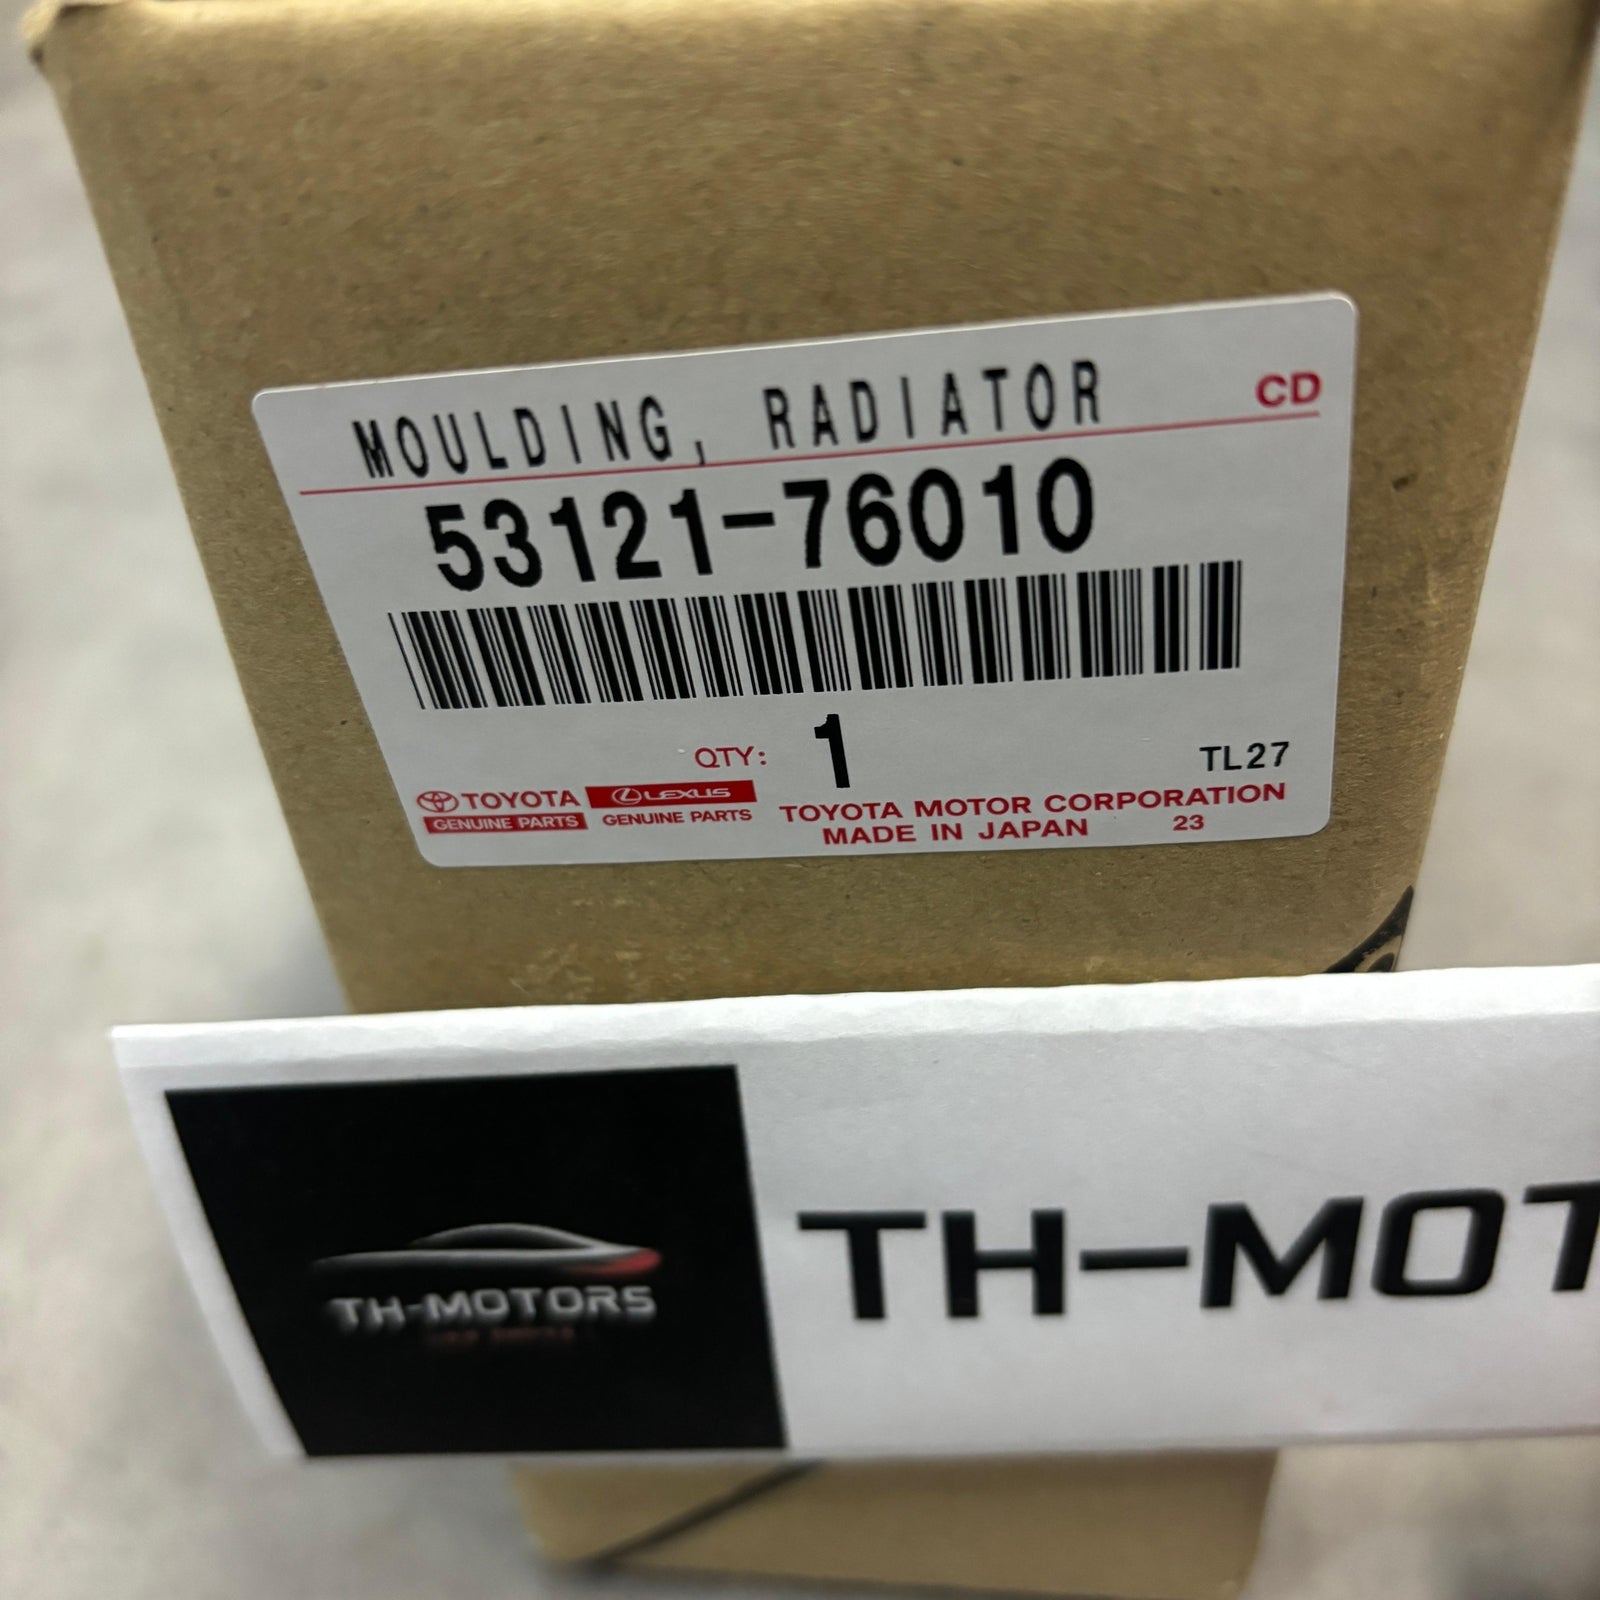 MOULDING, RADIATOR CD
53121-76010
QTY: 1 TL27
TOYOTA LEXUS TOYOTA MOTOR CORPORATION
GENUINE PARTS GENUINE PARTS MADE IN JAPAN 23
TH-MOT
TH-MOTORS